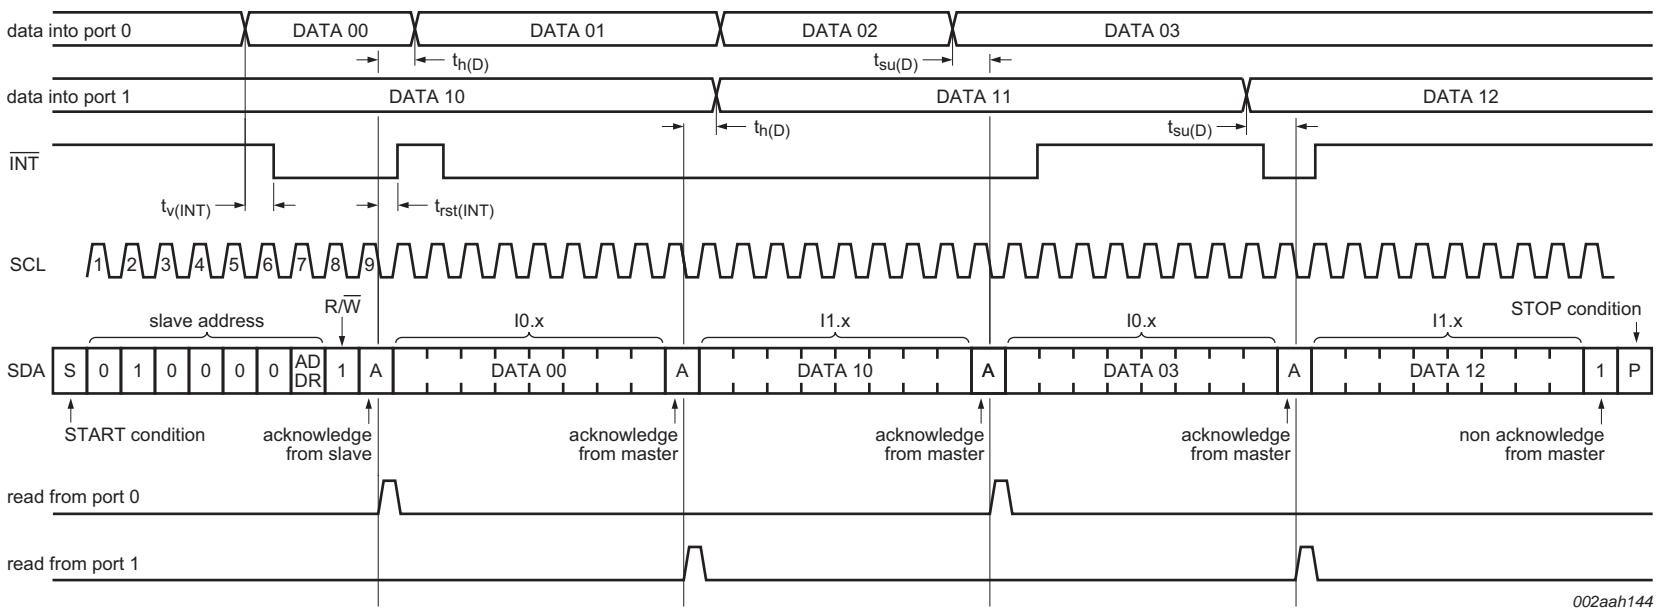 data into port 0 DATA 00 DATA 01 DATA 02 DATA 03
th(D) tsu(D)
data into port 1 DATA 10 DATA 11 DATA 12
th(D) tsu(D)
INT
tv(INT) trst(INT)
SCL 1 2 3 4 5 6 7 8 9
R/W
slave address I0.x I1.x I0.x I1.x STOP condition
SDA S 0 1 0 0 0 0 AD DR 1 A DATA 00 A DATA 10 A DATA 03 A DATA 12 1 P
START condition acknowledge acknowledge acknowledge acknowledge non acknowledge
from slave from master from master from master from master
read from port 0
read from port 1
002aah144